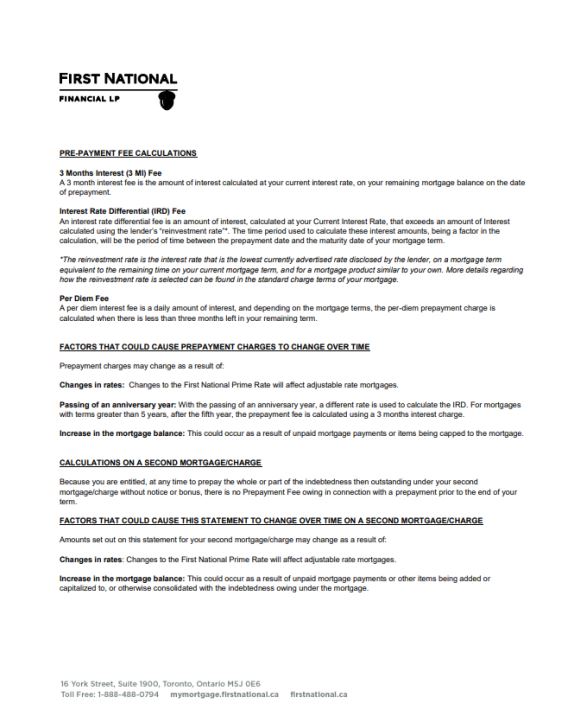 FIRST NATIONAL
FINANCIAL LP
PRE-PAYMENT FEE CALCULATIONS
3 Months Interest (3 MI) Fee
A 3 month interest fee is the amount of interest calculated at your current interest rate, on your remaining mortgage balance on the date
of prepayment.
Interest Rate Differential (IRD) Fee
An interest rate differential fee is an amount of interest, calculated at your Current Interest Rate, that exceeds an amount of Interest
calculated using the lender's "reinvestment rate"*. The time period used to calculate these interest amounts, being a factor in the
calculation, will be the period of time between the prepayment date and the maturity date of your mortgage term.
*The reinvestment rate is the interest rate that is the lowest currently advertised rate disclosed by the lender, on a mortgage term
equivalent to the remaining time on your current mortgage term, and for a mortgage product similar to your own. More details regarding
how the reinvestment rate is selected can be found in the standard charge terms of your mortgage.
Per Diem Fee
A per diem interest fee is a daily amount of interest, and depending on the mortgage terms, the per-diem prepayment charge is
calculated when there is less than three months left in your remaining term.
FACTORS THAT COULD CAUSE PREPAYMENT CHARGES TO CHANGE OVER TIME
Prepayment charges may change as a result of:
Changes in rates: Changes to the First National Prime Rate will affect adjustable rate mortgages.
Passing of an anniversary year: With the passing of an anniversary year, a different rate is used to calculate the IRD. For mortgages
with terms greater than 5 years, after the fifth year, the prepayment fee is calculated using a 3 months interest charge.
Increase in the mortgage balance: This could occur as a result of unpaid mortgage payments or items being capped to the mortgage.
CALCULATIONS ON A SECOND MORTGAGE/CHARGE
Because you are entitled, at any time to prepay the whole or part of the indebtedness then outstanding under your second
mortgage/charge without notice or bonus, there is no Prepayment Fee owing in connection with a prepayment prior to the end of your
term.
FACTORS THAT COULD CAUSE THIS STATEMENT TO CHANGE OVER TIME ON A SECOND MORTGAGE/CHARGE
Amounts set out on this statement for your second mortgage/charge may change as a result of:
Changes in rates: Changes to the First National Prime Rate will affect adjustable rate mortgages.
Increase in the mortgage balance: This could occur as a result of unpaid mortgage payments or other items being added or
capitalized to, or otherwise consolidated with the indebtedness owing under the mortgage.
16 York Street, Suite 1900, Toronto, Ontario M5J 0E6
Toll Free: 1-888-488-0794 mymortgage.firstnational.ca firstnational.ca